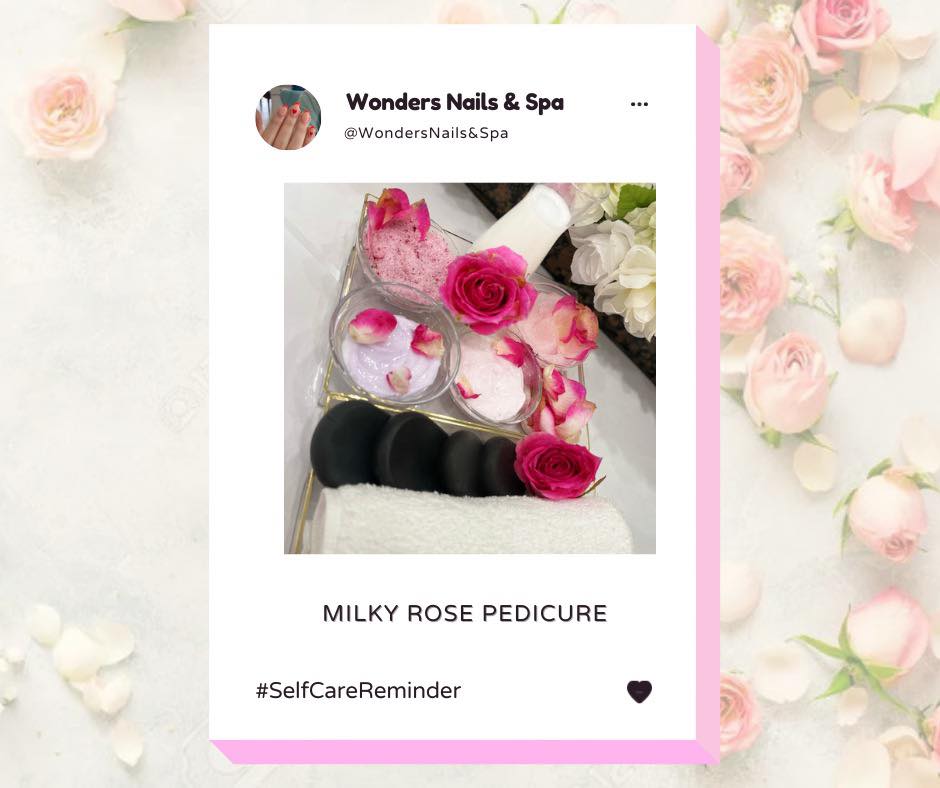 Wonders Nails & Spa
@WondersNails&Spa
MILKY ROSE PEDICURE
#SelfCareReminder